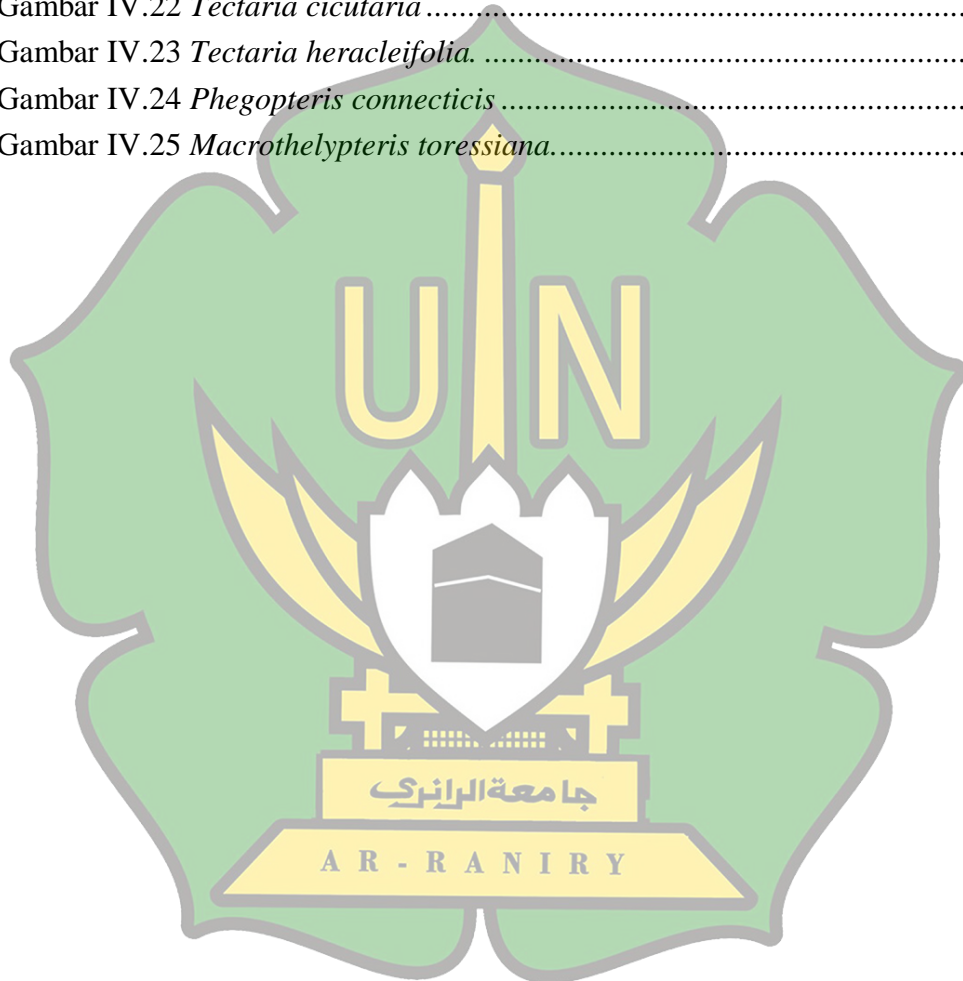 Gambar IV.22 Tectaria cicutaria ........................................................................
Gambar IV.23 Tectaria heracleifolia. ................................................................
Gambar IV.24 Phegopteris connecticis ..............................................................
Gambar IV.25 Macrothelypteris toressiana.......................................................
UIN
جامعة الرانري
AR-RANIRY